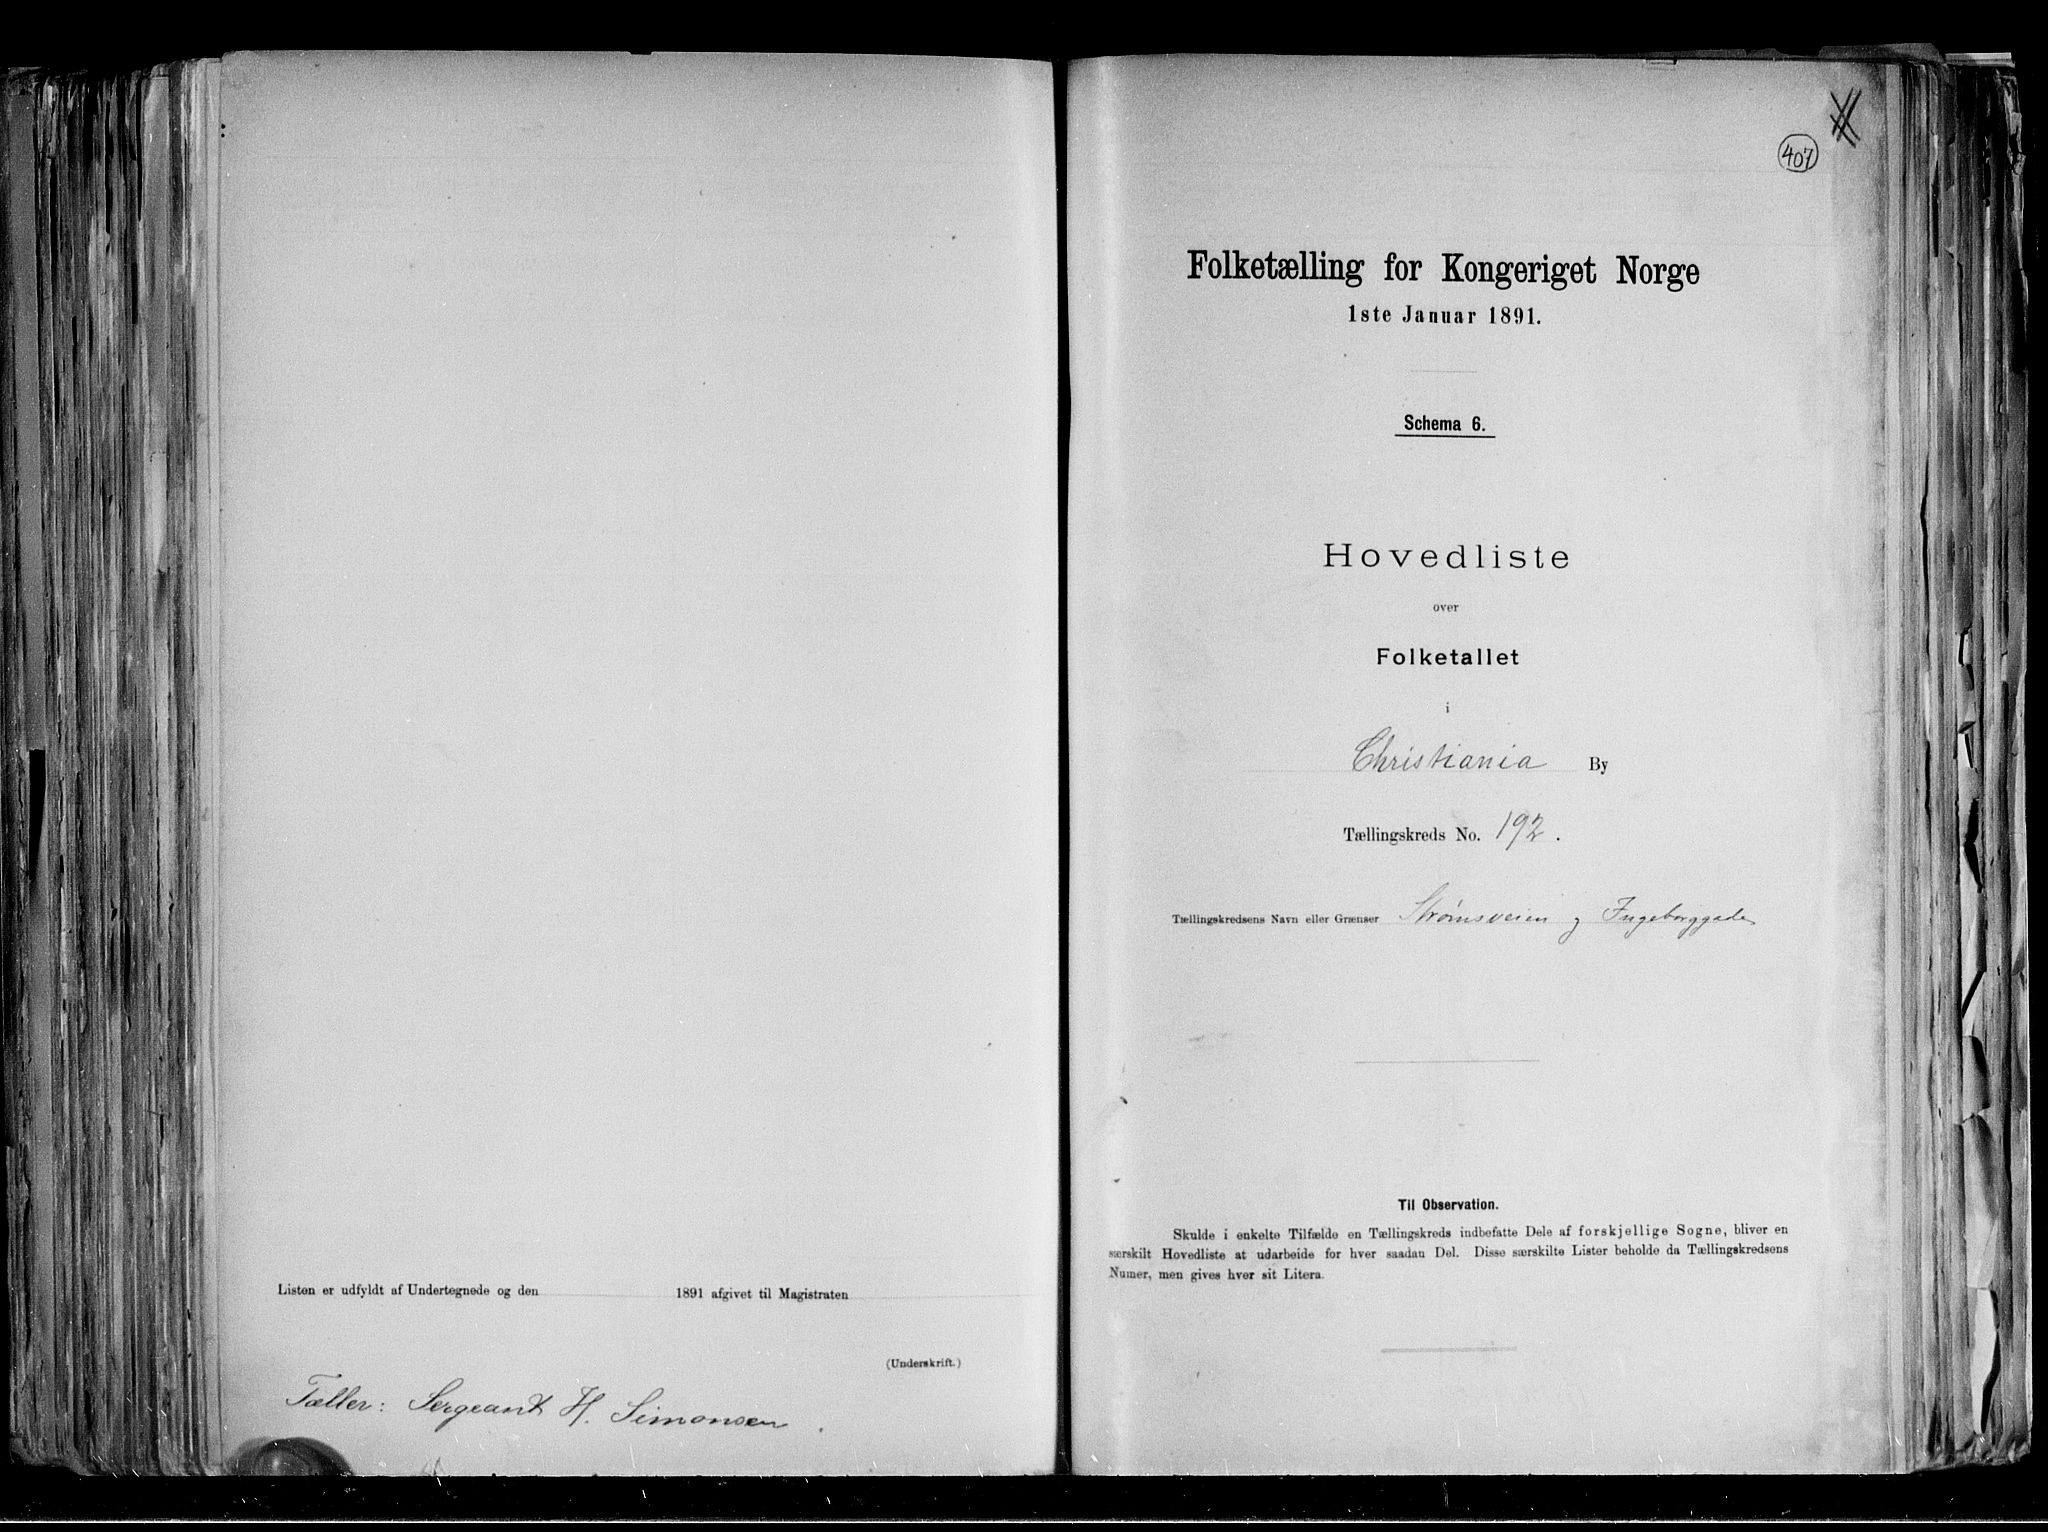 Listen er udfyldt af Undertegnede og den 1891 afgivet til Magistraten
(Underskrift.)
Tæller: Sergeant H. Simonsen.
407
Folketælling for Kongeriget Norge
1ste Januar 1891.
Schema 6.
Hovedliste
over
Folketallet
i
Christiania By
Tællingskreds No. 192.
Tællingskredsens Navn eller Grænser Strømsveien og Ingeborggade
Til Observation.
Skulde i enkelte Tilfælde en Tællingskreds indbefatte Dele af forskjellige Sogne, bliver en
særskilt Hovedliste at udarbeide for hver saadan Del. Disse særskilte Lister beholde da Tællingskredsens
Numer, men gives hver sit Litera.